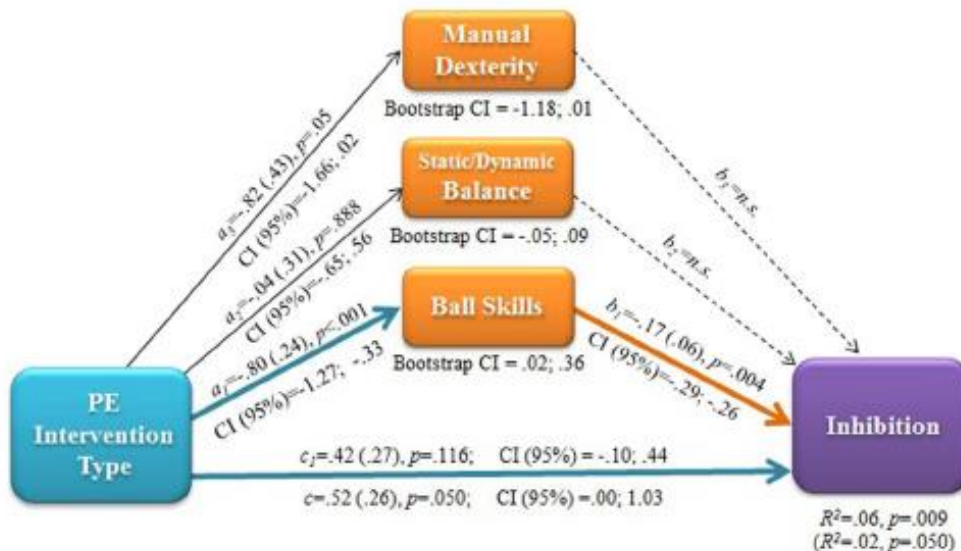 Manual
Dexterity
Bootstrap CI = -1.18; .01
a₃=-.82 (.43), p=.05
CI (95%)=-1.66; .02
b₃=n.s.
Static/Dynamic
Balance
Bootstrap CI = -.05; .09
a₂=-.04 (.31), p=.888
CI (95%)=-.65; .56
b₂=n.s.
Ball Skills
Bootstrap CI = .02; .36
a₁=-.80 (.24), p<.001
CI (95%)=-1.27; -.33
b₁=-.17 (.06), p=.004
CI (95%)=-.29; -.26
PE
Intervention
Type
Inhibition
c₁=.42 (.27), p=.116; CI (95%) = -.10; .44
c=.52 (.26), p=.050; CI (95%) =.00; 1.03
R²=.06, p=.009
(R²=.02, p=.050)